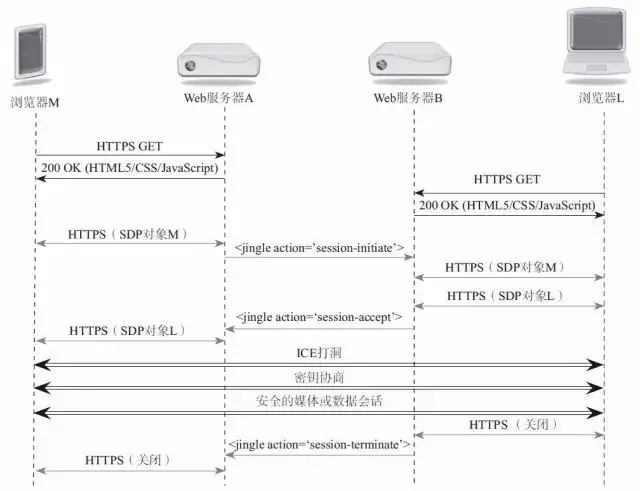 浏览器M
Web服务器A
Web服务器B
浏览器L
HTTPS GET
200 OK (HTML5/CSS/JavaScript)
HTTPS GET
200 OK (HTML5/CSS/JavaScript)
HTTPS（SDP对象M）
<jingle action='session-initiate'>
HTTPS（SDP对象M）
HTTPS（SDP对象L）
<jingle action=‘session-accept’>
HTTPS（SDP对象L）
ICE打洞
密钥协商
安全的媒体或数据会话
HTTPS （关闭）
<jingle action=‘session-terminate’>
HTTPS（关闭）